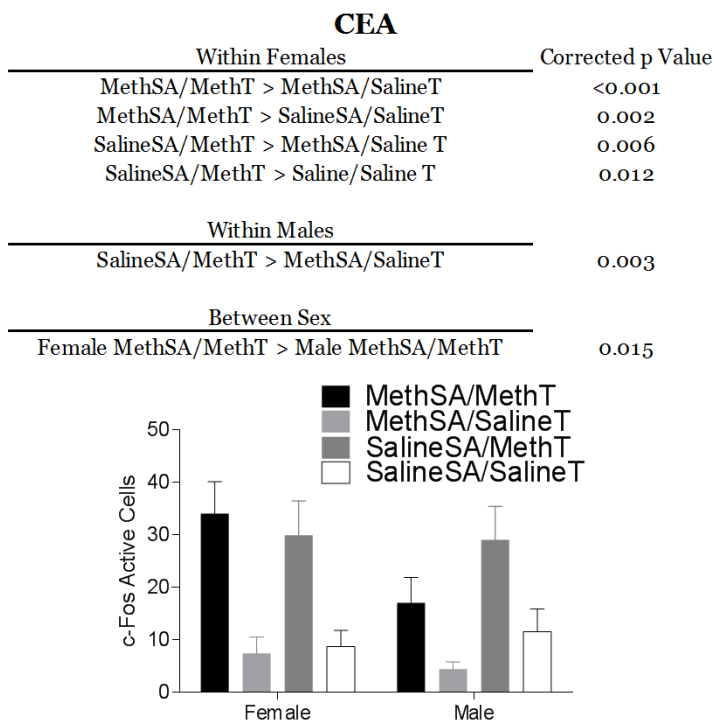 CEA
Within Females Corrected p Value
MethSA/MethT > MethSA/SalineT <0.001
MethSA/MethT > SalineSA/SalineT 0.002
SalineSA/MethT > MethSA/Saline T 0.006
SalineSA/MethT > Saline/Saline T 0.012
Within Males
SalineSA/MethT > MethSA/SalineT 0.003
Between Sex
Female MethSA/MethT > Male MethSA/MethT 0.015
MethSA/MethT
MethSA/SalineT
SalineSA/MethT
SalineSA/SalineT
c-Fos Active Cells
50
40
30
20
10
0
Female Male